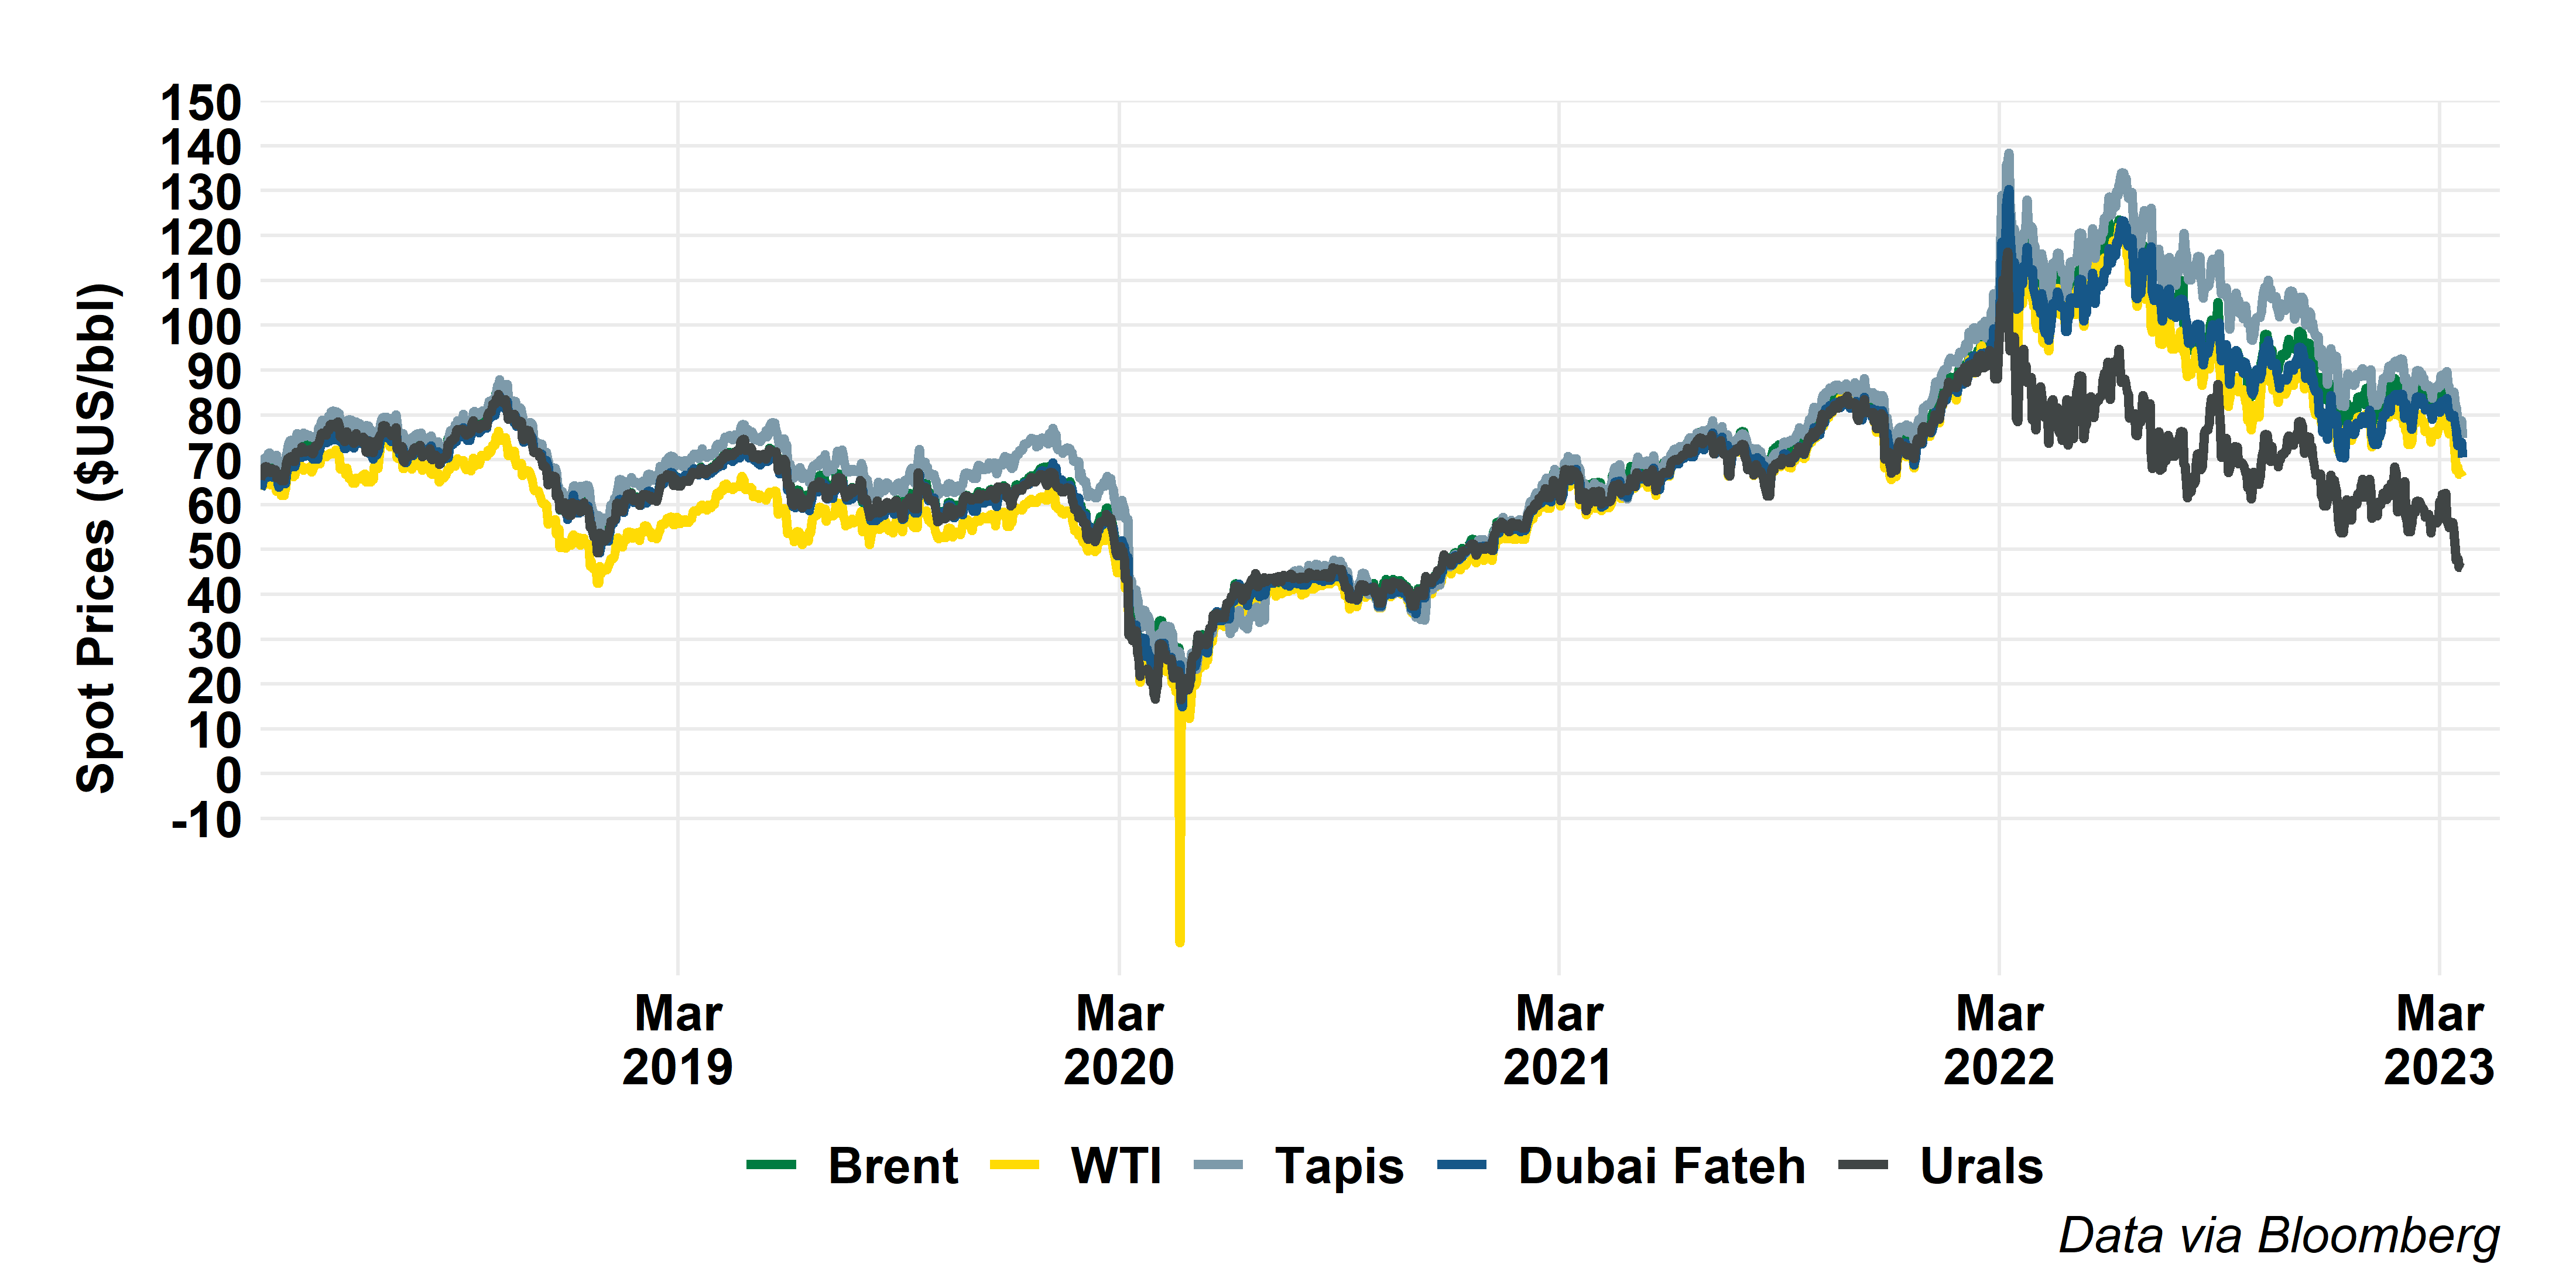 Spot Prices ($US/bbl)
150
140
130
120
110
100
90
80
70
60
50
40
30
20
10
0
-10
Mar 2019
Mar 2020
Mar 2021
Mar 2022
Mar 2023
Brent WTI Tapis Dubai Fateh Urals
Data via Bloomberg